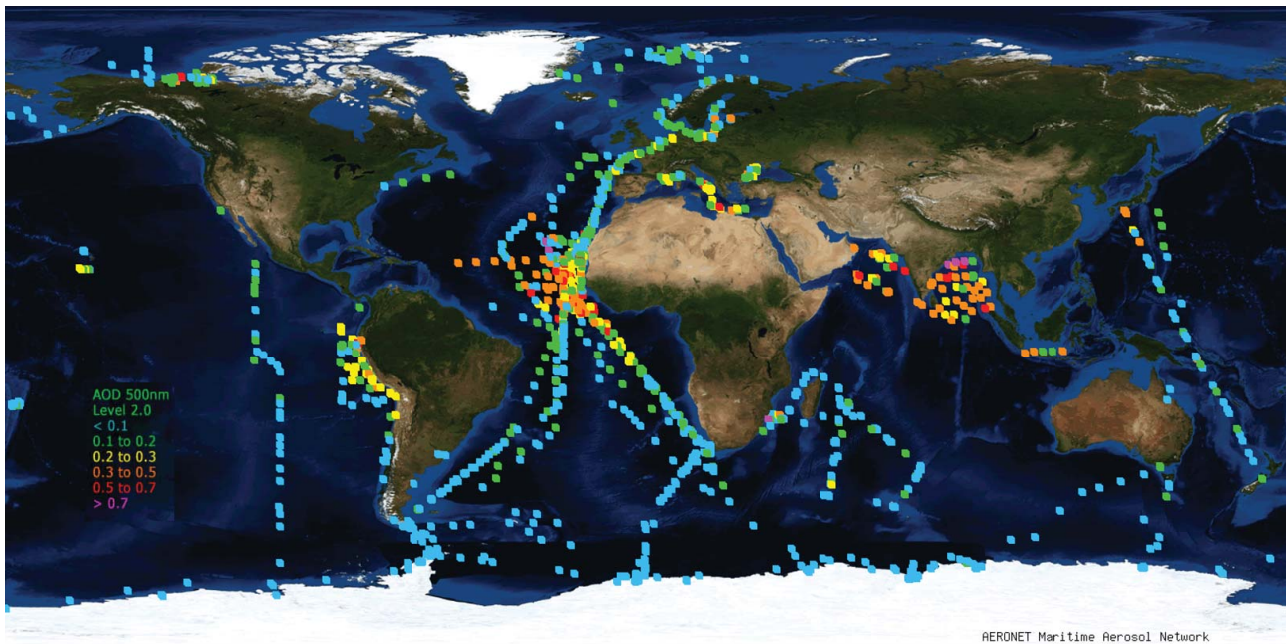 AOD 500nm
Level 2.0
< 0.1
0.1 to 0.2
0.2 to 0.3
0.3 to 0.5
0.5 to 0.7
> 0.7
AERONET Maritime Aerosol Network